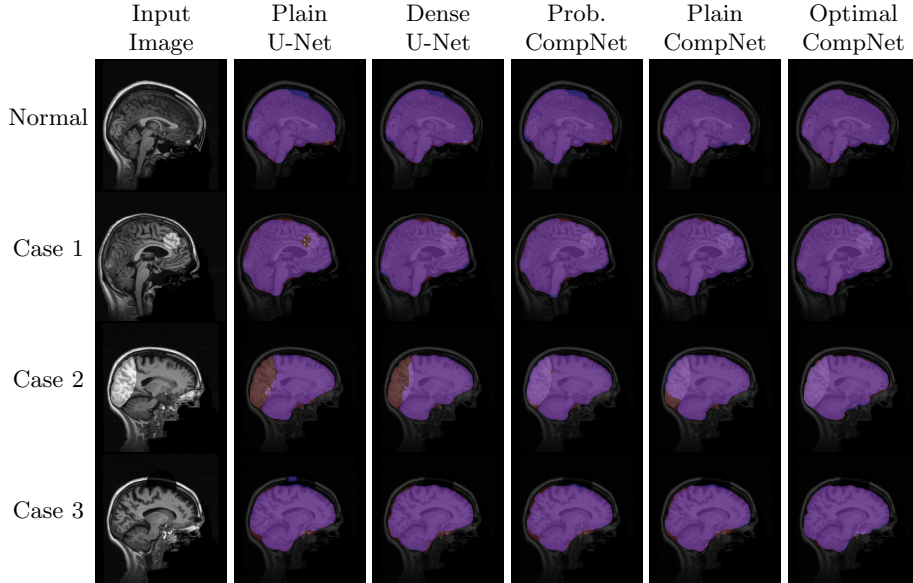 Input Image
Plain U-Net
Dense U-Net
Prob. CompNet
Plain CompNet
Optimal CompNet
Normal
Case 1
Case 2
Case 3